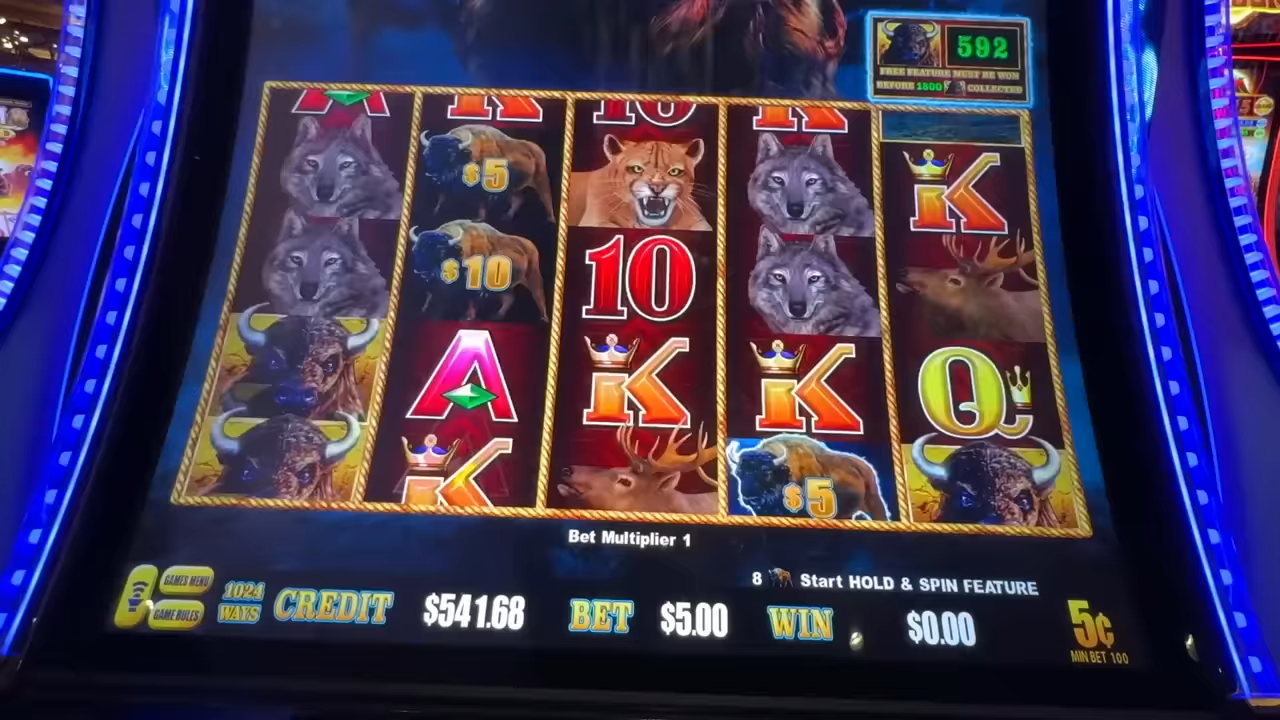 592
FREE FEATURE MUST BE WON
BEFORE 1800 COLLECTED
A K 10 K
$5 K
$10 10
A K K Q
K $5
Bet Multiplier 1
8 Start HOLD & SPIN FEATURE
GAMES MENU
GAME RULES
1024 WAYS
CREDIT $541.68 BET $5.00 WIN $0.00
5¢
MIN BET 100